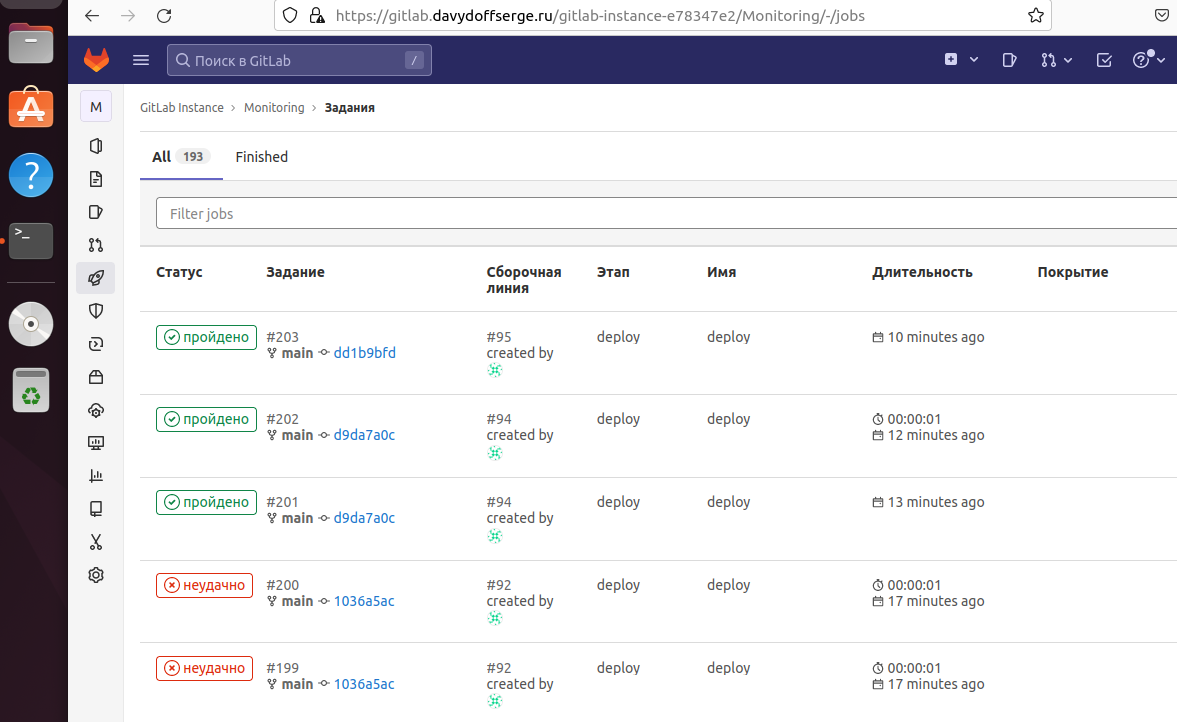 https://gitlab.davydoffserge.ru/gitlab-instance-e78347e2/Monitoring/-/jobs
Поиск в GitLab /
M
GitLab Instance › Monitoring › Задания
All 193 Finished
Filter jobs
Статус Задание Сборочная линия Этап Имя Длительность Покрытие
пройдено #203 #95 deploy deploy 10 minutes ago
main dd1b9bfd created by
пройдено #202 #94 deploy deploy 00:00:01
main d9da7a0c created by 12 minutes ago
пройдено #201 #94 deploy deploy 13 minutes ago
main d9da7a0c created by
неудачно #200 #92 deploy deploy 00:00:01
main 1036a5ac created by 17 minutes ago
неудачно #199 #92 deploy deploy 00:00:01
main 1036a5ac created by 17 minutes ago